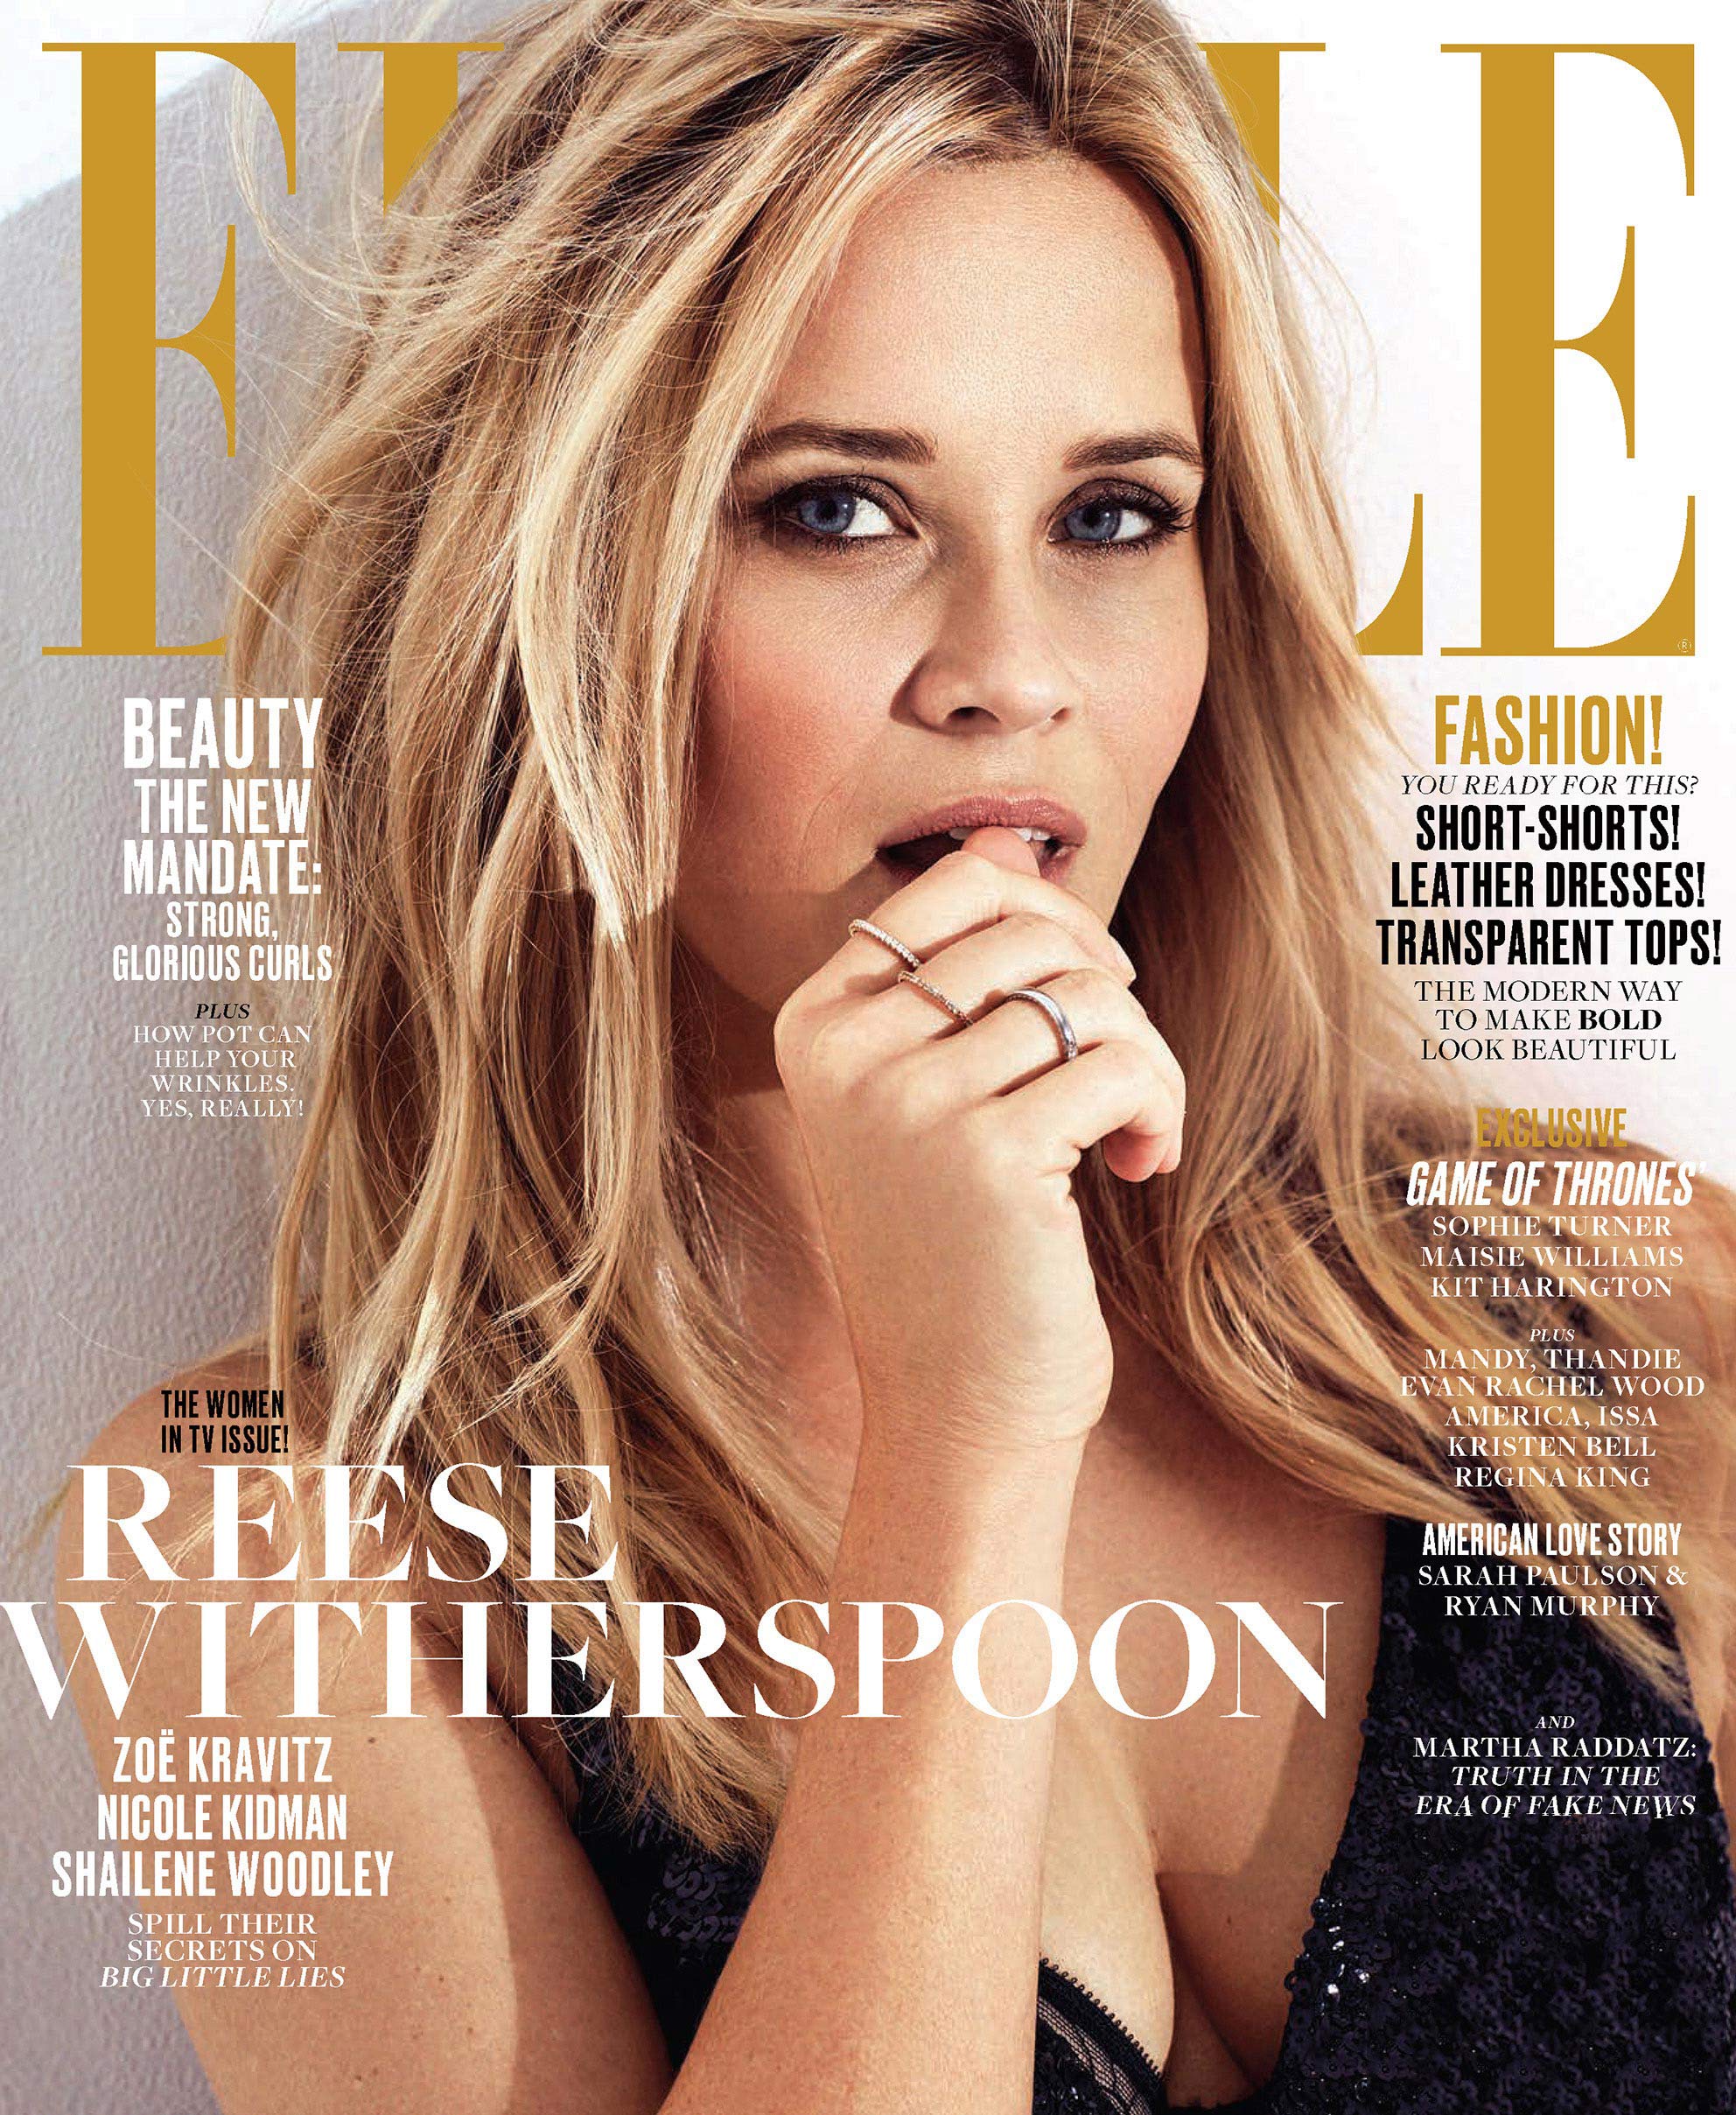 ELLE
BEAUTY
THE NEW
MANDATE:
STRONG,
GLORIOUS CURLS
PLUS
HOW POT CAN
HELP YOUR
WRINKLES.
YES, REALLY!
THE WOMEN
IN TV ISSUE!
REESE
WITHERSPOON
ZOË KRAVITZ
NICOLE KIDMAN
SHAILENE WOODLEY
SPILL THEIR
SECRETS ON
BIG LITTLE LIES
®
FASHION!
YOU READY FOR THIS?
SHORT-SHORTS!
LEATHER DRESSES!
TRANSPARENT TOPS!
THE MODERN WAY
TO MAKE BOLD
LOOK BEAUTIFUL
EXCLUSIVE
GAME OF THRONES'
SOPHIE TURNER
MAISIE WILLIAMS
KIT HARINGTON
PLUS
MANDY, THANDIE
EVAN RACHEL WOOD
AMERICA, ISSA
KRISTEN BELL
REGINA KING
AMERICAN LOVE STORY
SARAH PAULSON &
RYAN MURPHY
AND
MARTHA RADDATZ:
TRUTH IN THE
ERA OF FAKE NEWS